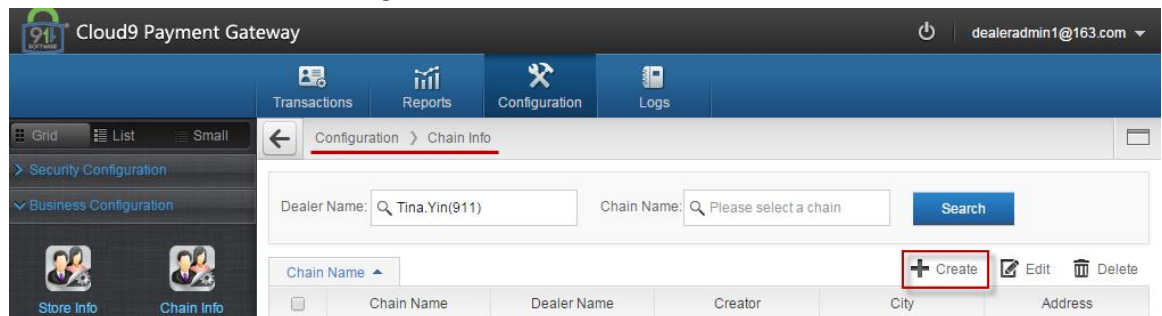 911 SOFTWARE Cloud9 Payment Gateway dealeradmin1@163.com
Transactions Reports Configuration Logs
Grid List Small Configuration > Chain Info
> Security Configuration
Business Configuration Dealer Name: Tina.Yin(911) Chain Name: Please select a chain Search
Chain Name Create Edit Delete
Store Info Chain Info Chain Name Dealer Name Creator City Address